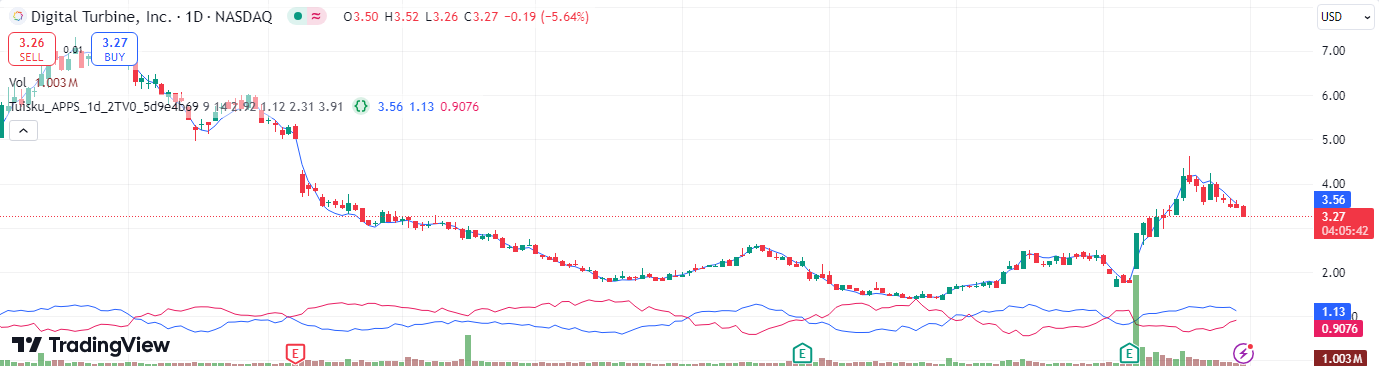 Digital Turbine, Inc. · 1D · NASDAQ O3.50 H3.52 L3.26 C3.27 −0.19 (−5.64%) USD
3.26 0.01 3.27
SELL BUY
7.00
Vol 1.003 M
6.00
Tuisku_APPS_1d_2TV0_5d9e4b69 9 14 2.92 1.12 2.31 3.91 {} 3.56 1.13 0.9076
5.00
4.00
3.56
3.27
04:05:42
2.00
1.13
0.9076
TradingView
E E E
1.003 M